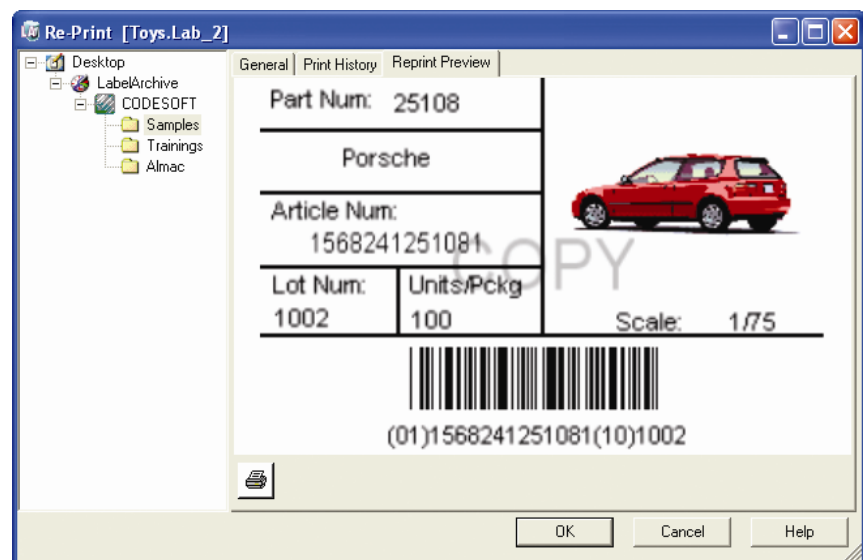 Re-Print [Toys.Lab_2]
Desktop
LabelArchive
CODESOFT
Samples
Trainings
Almac
General Print History Reprint Preview
Part Num: 25108
Porsche
Article Num:
1568241251081
COPY
Lot Num: Units/Pckg
1002 100 Scale: 1/75
(01)1568241251081(10)1002
OK Cancel Help